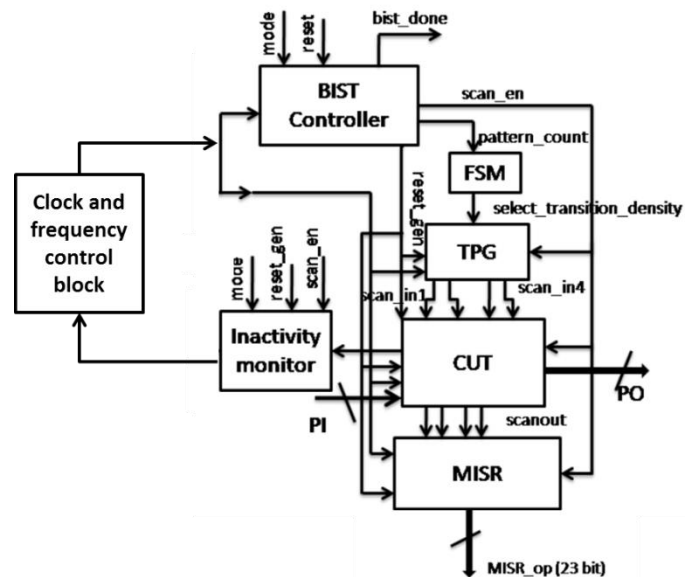 bist_done
mode
reset
BIST
Controller
scan_en
pattern_count
FSM
select_transition_density
Clock and
frequency
control
block
reset_gen
TPG
mode
reset_gen
scan_en
scan_in1
scan_in4
Inactivity
monitor
CUT
PI
PO
scanout
MISR
MISR_op (23 bit)